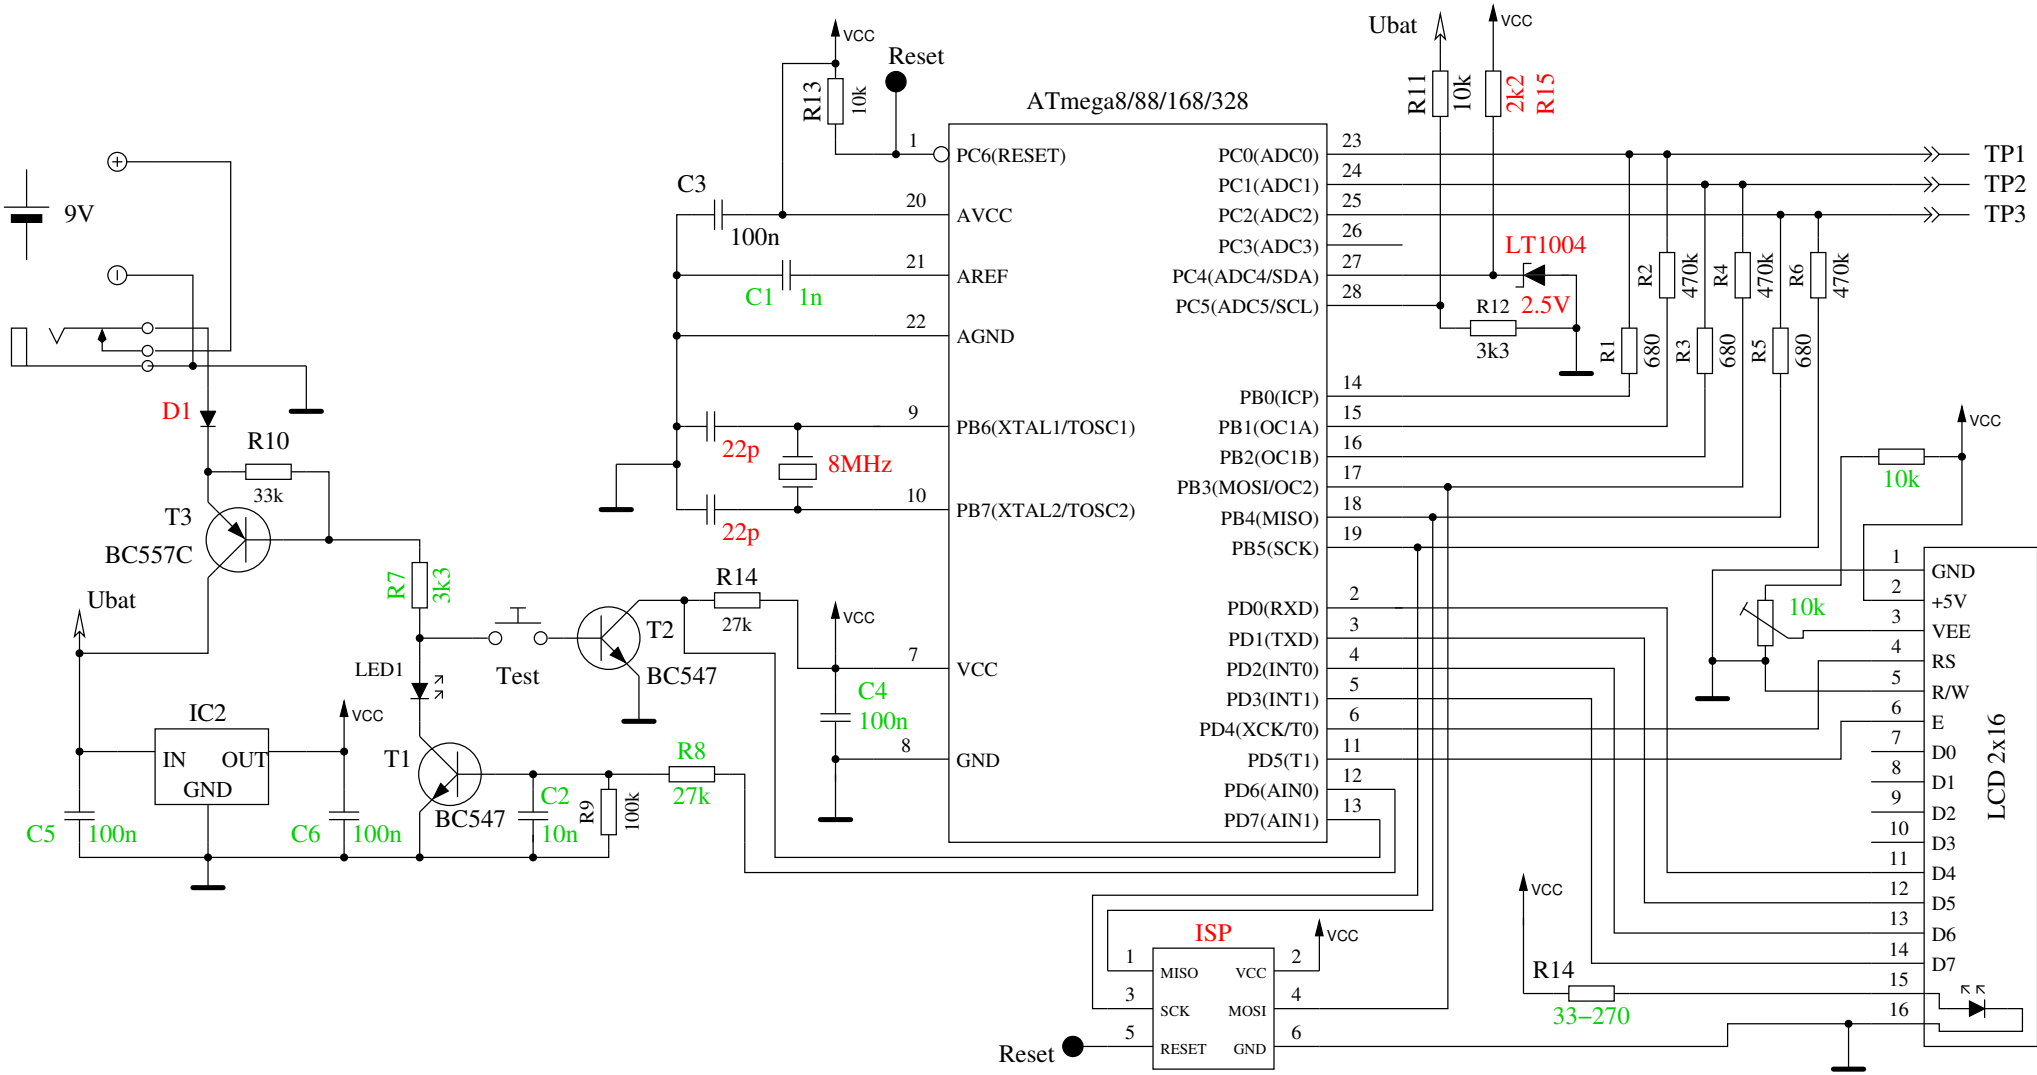 9V
D1
R10
33k
T3
BC557C
Ubat
R7
3k3
LED1
Test
T2
BC547
R14
27k
IC2
IN
OUT
GND
VCC
C5
100n
C6
100n
T1
BC547
C2
10n
R9
100k
R8
27k
VCC
R13
10k
Reset
C3
100n
C1
1n
22p
8MHz
22p
VCC
C4
100n
ATmega8/88/168/328
1 PC6(RESET)
20 AVCC
21 AREF
22 AGND
9 PB6(XTAL1/TOSC1)
10 PB7(XTAL2/TOSC2)
7 VCC
8 GND
PC0(ADC0) 23
PC1(ADC1) 24
PC2(ADC2) 25
PC3(ADC3) 26
PC4(ADC4/SDA) 27
PC5(ADC5/SCL) 28
PB0(ICP) 14
PB1(OC1A) 15
PB2(OC1B) 16
PB3(MOSI/OC2) 17
PB4(MISO) 18
PB5(SCK) 19
PD0(RXD) 2
PD1(TXD) 3
PD2(INT0) 4
PD3(INT1) 5
PD4(XCK/T0) 6
PD5(T1) 11
PD6(AIN0) 12
PD7(AIN1) 13
Ubat
VCC
R11
10k
2k2
R15
LT1004
2.5V
R12
3k3
TP1
TP2
TP3
R2
470k
R4
470k
R6
470k
R1
680
R3
680
R5
680
VCC
10k
10k
1 GND
2 +5V
3 VEE
4 RS
5 R/W
6 E
7 D0
8 D1
9 D2
10 D3
11 D4
12 D5
13 D6
14 D7
15
16
LCD 2x16
VCC
R14
33−270
ISP
VCC
1 MISO VCC 2
3 SCK MOSI 4
5 RESET GND 6
Reset